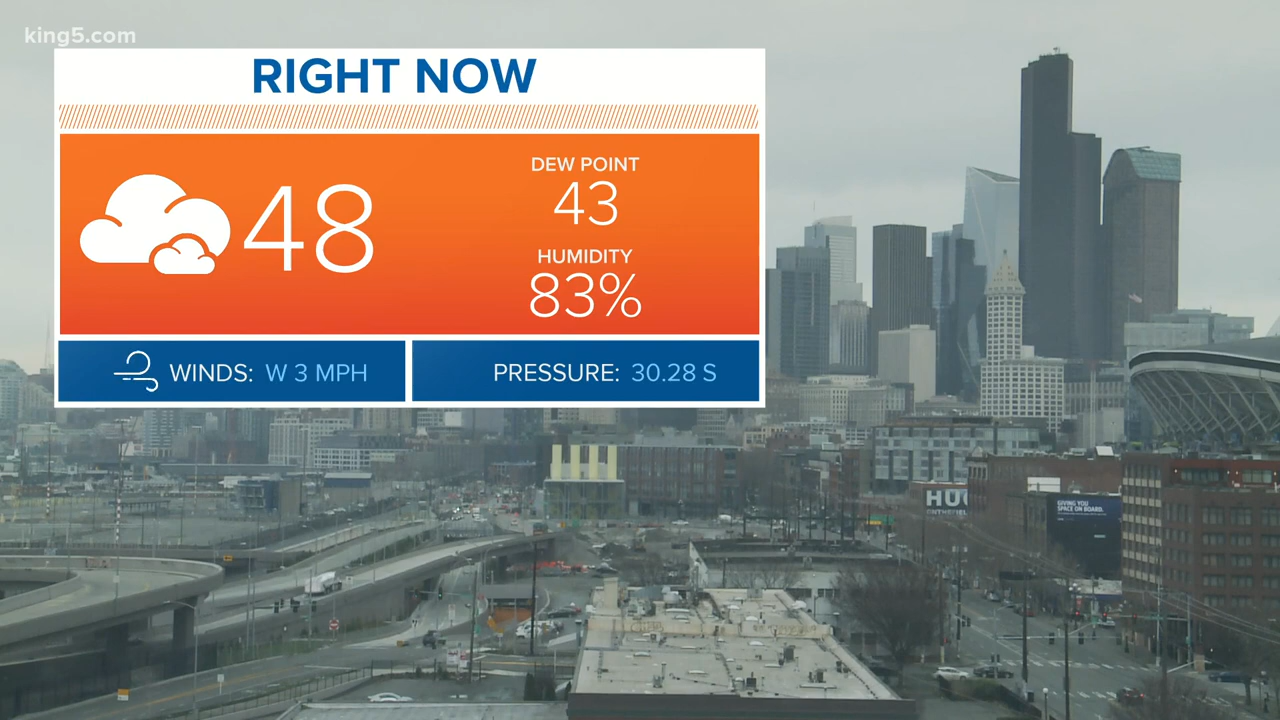 king5.com
RIGHT NOW
48
DEW POINT
43
HUMIDITY
83%
WINDS: W 3 MPH
PRESSURE: 30.28 S
HUG
GIVING YOU
SPACE ON BOARD.